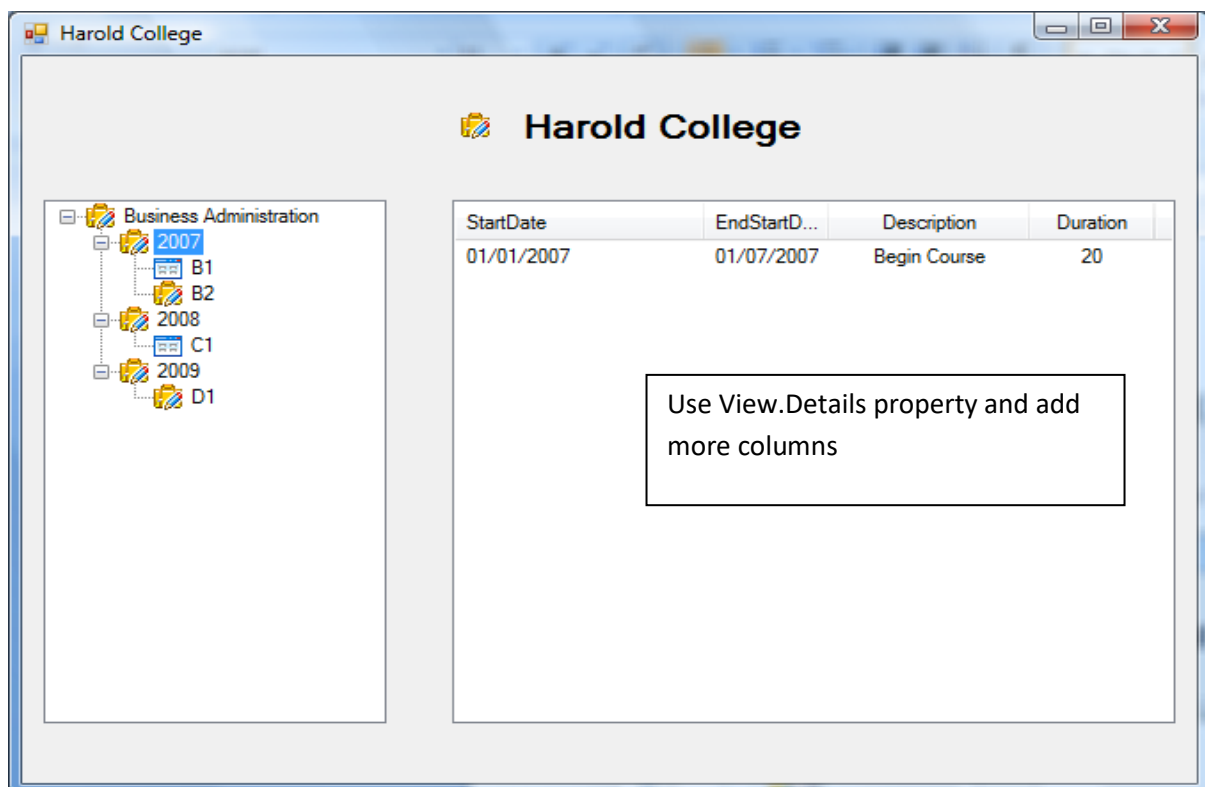 Harold College
Harold College
Business Administration
2007
B1
B2
2008
C1
2009
D1
StartDate EndStartD... Description Duration
01/01/2007 01/07/2007 Begin Course 20
Use View.Details property and add
more columns